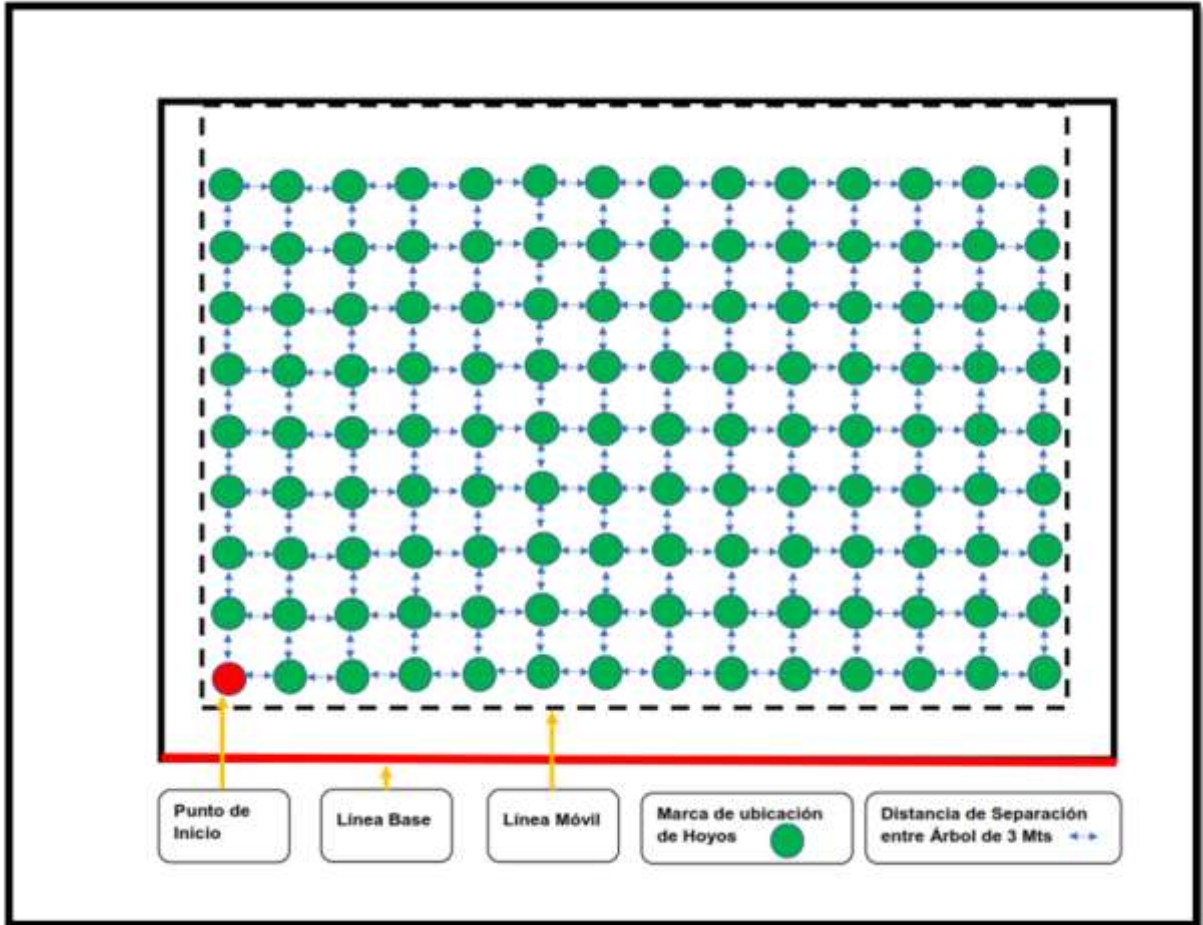 Punto de
Inicio
Línea Base
Línea Móvil
Marca de ubicación
de Hoyos
Distancia de Separación
entre Árbol de 3 Mts